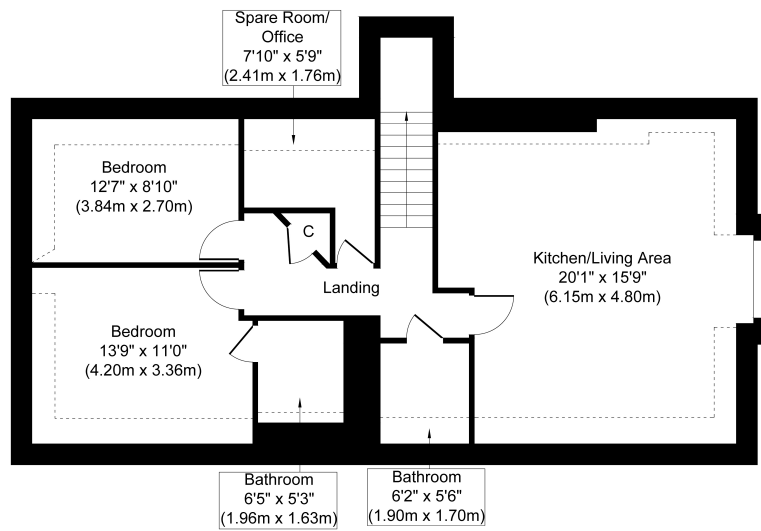 Spare Room/
Office
7'10" x 5'9"
(2.41m x 1.76m)
Bedroom
12'7" x 8'10"
(3.84m x 2.70m)
C
Kitchen/Living Area
20'1" x 15'9"
(6.15m x 4.80m)
Landing
Bedroom
13'9" x 11'0"
(4.20m x 3.36m)
Bathroom
6'5" x 5'3"
(1.96m x 1.63m)
Bathroom
6'2" x 5'6"
(1.90m x 1.70m)